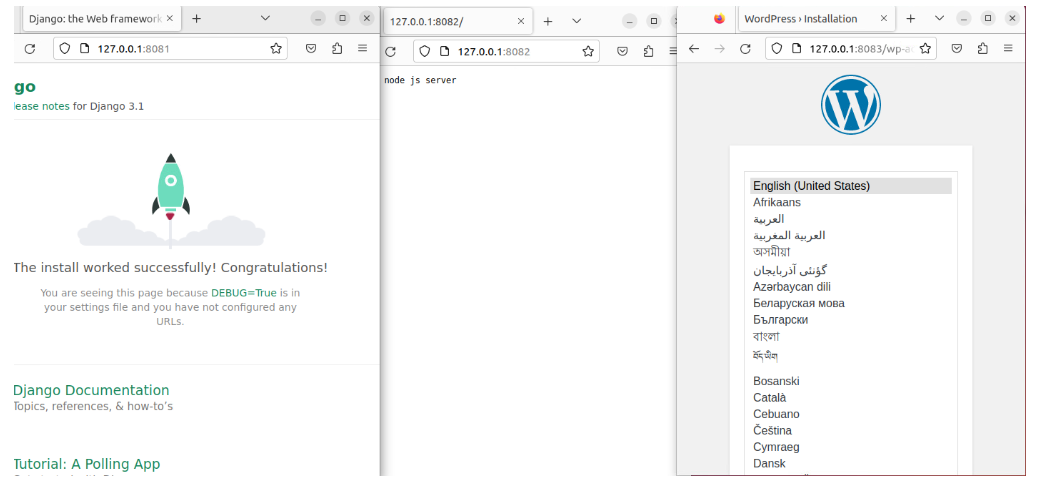 Django: the Web framework
127.0.0.1:8081
go
lease notes for Django 3.1
The install worked successfully! Congratulations!
You are seeing this page because DEBUG=True is in
your settings file and you have not configured any
URLs.
Django Documentation
Topics, references, & how-to's
Tutorial: A Polling App
127.0.0.1:8082/
127.0.0.1:8082
node js server
WordPress › Installation
127.0.0.1:8083/wp-a
English (United States)
Afrikaans
العربية
العربية المغربية
অসমীয়া
گؤنئی آذربایجان
Azərbaycan dili
Беларуская мова
Български
বাংলা
བོད་ཡིག
Bosanski
Català
Cebuano
Čeština
Cymraeg
Dansk